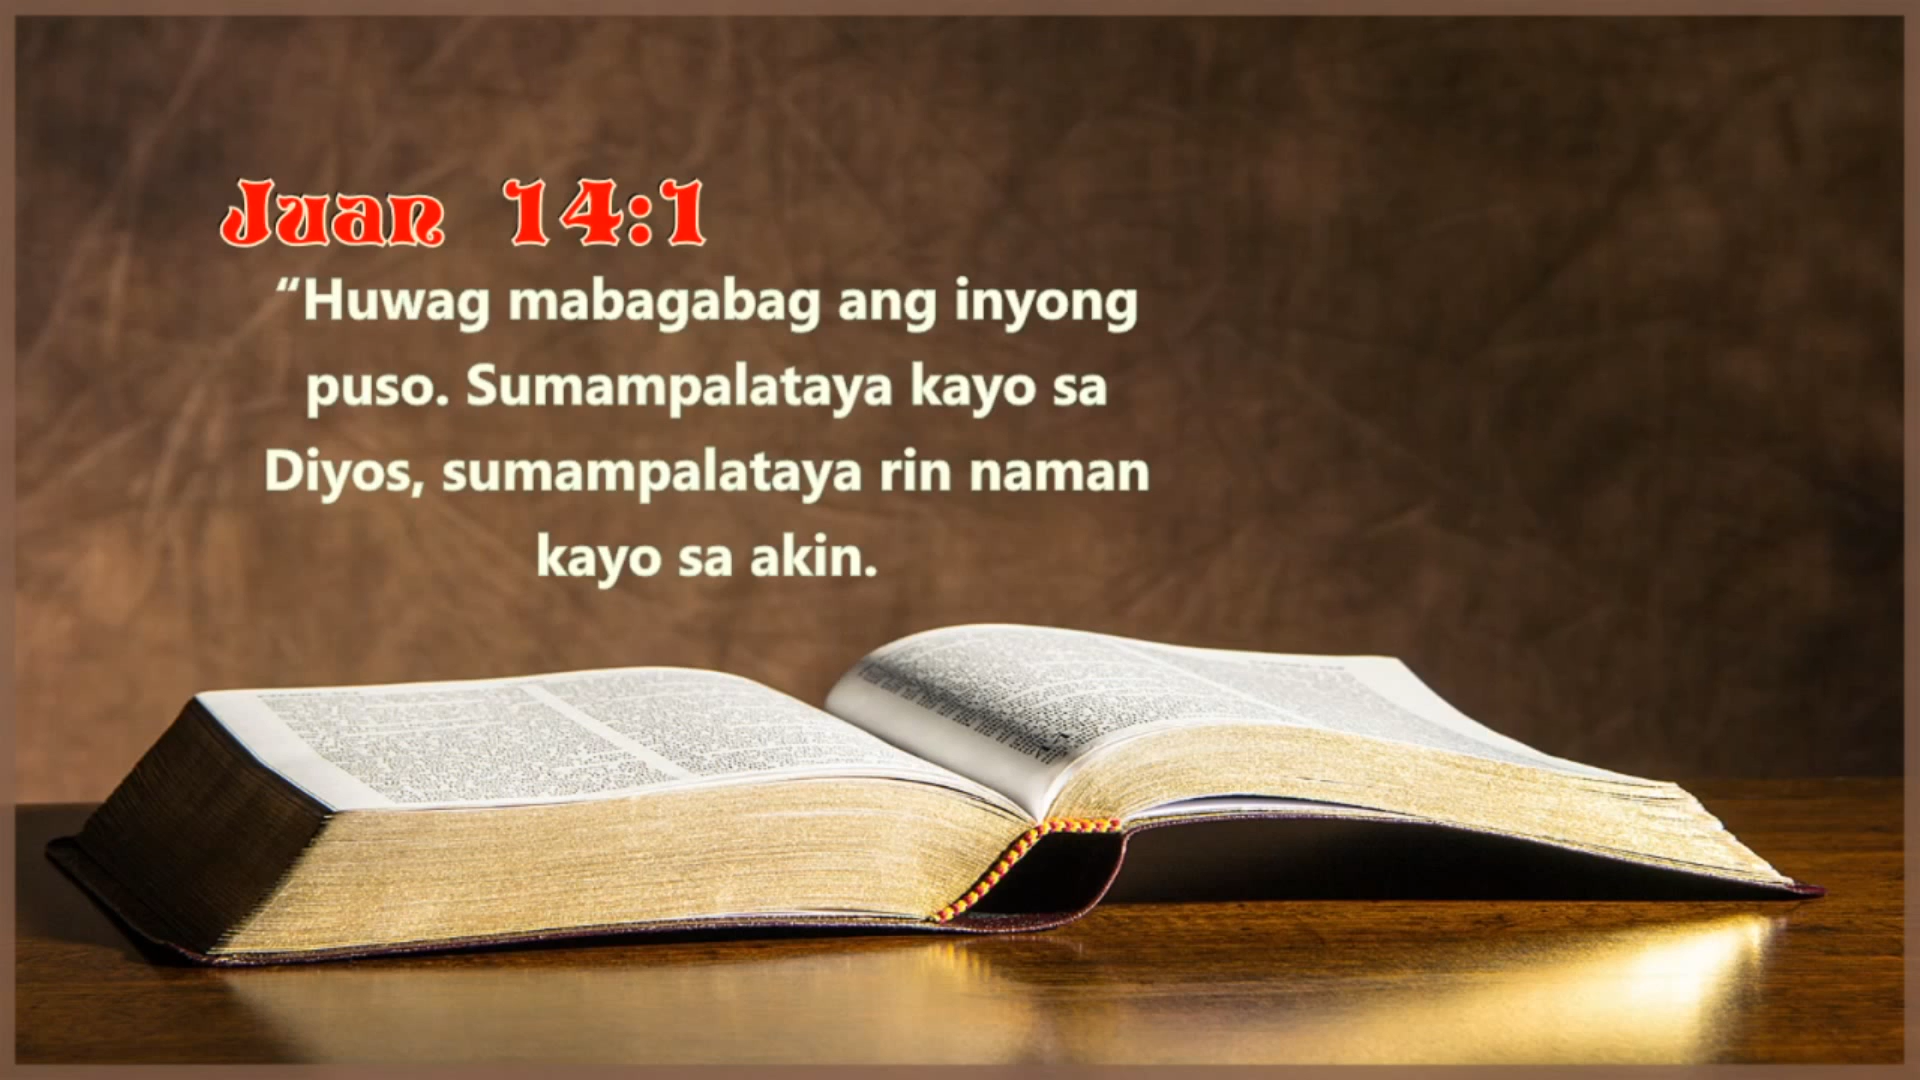 Juan 14:1
“Huwag mabagabag ang inyong
puso. Sumampalataya kayo sa
Diyos, sumampalataya rin naman
kayo sa akin.